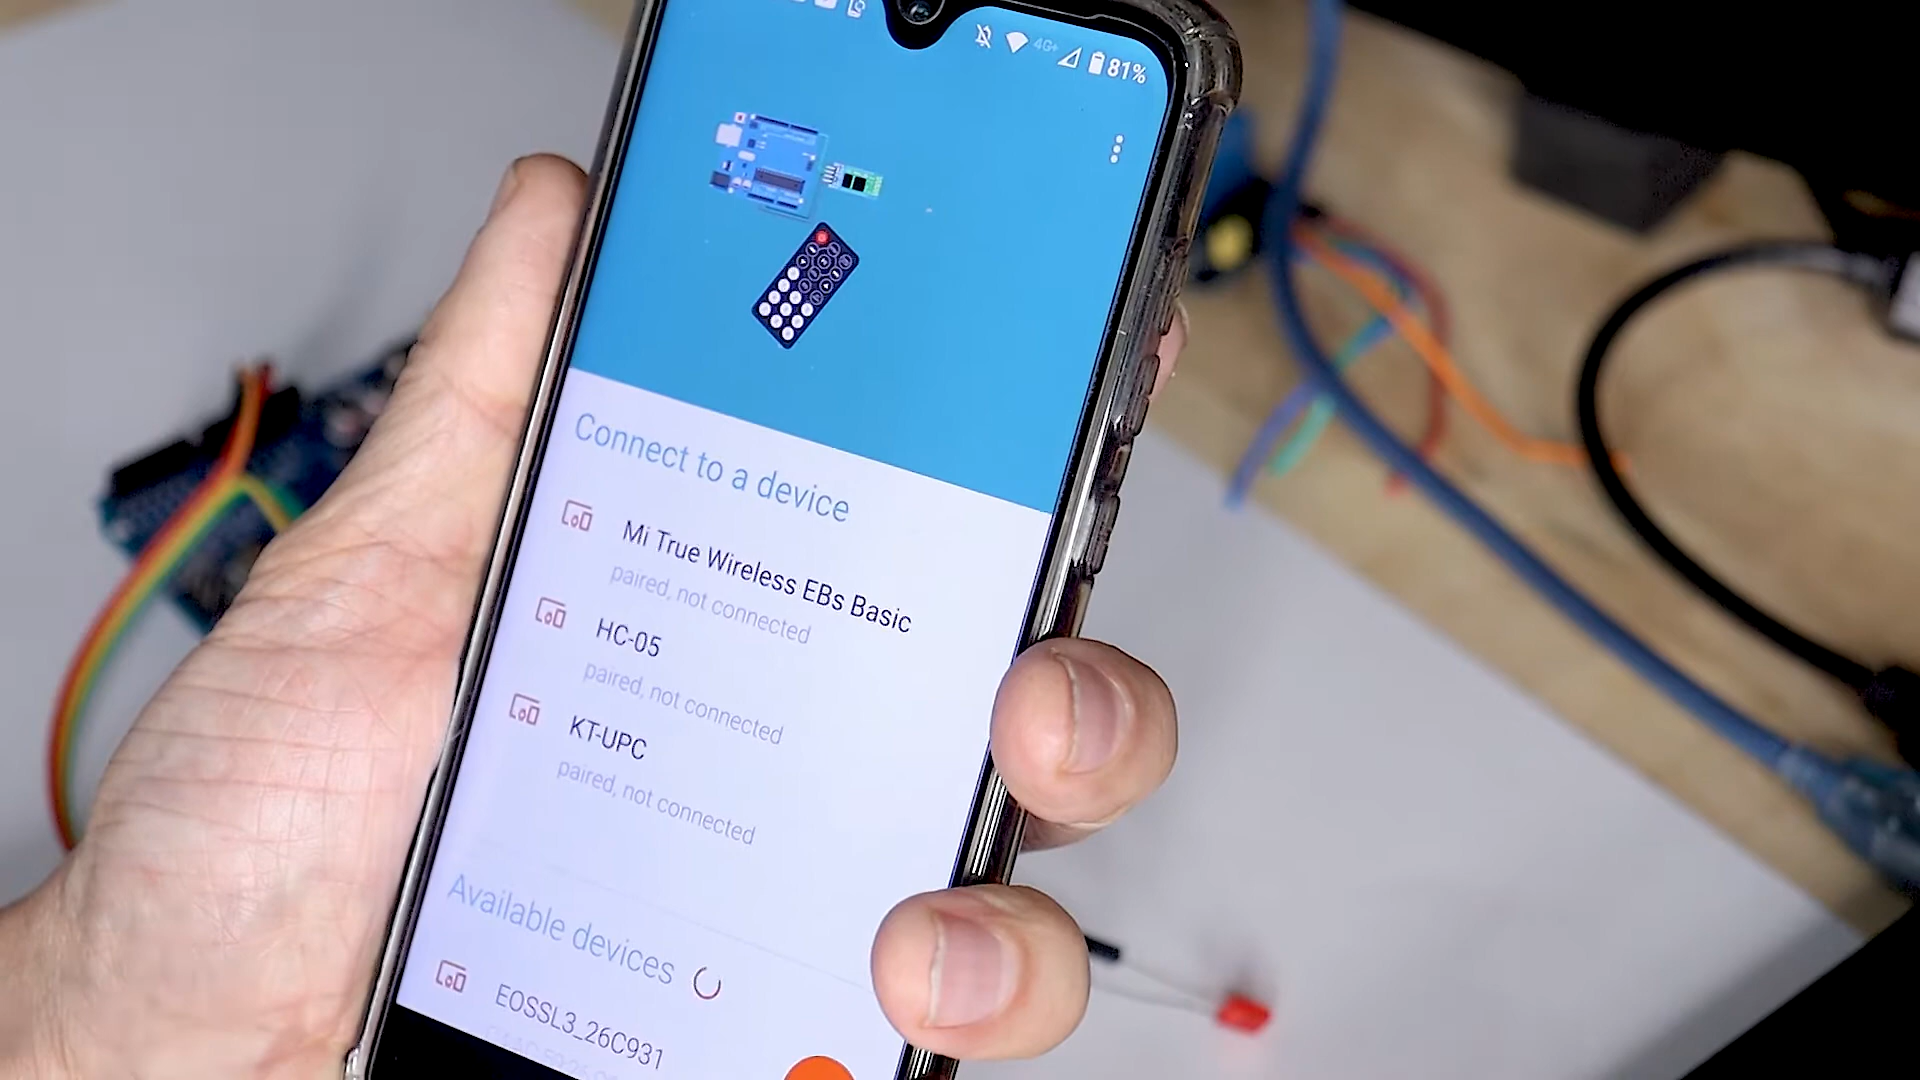 4G+ 81%
Connect to a device
Mi True Wireless EBs Basic
paired, not connected
HC-05
paired, not connected
KT-UPC
paired, not connected
Available devices
EOSSL3_26C931